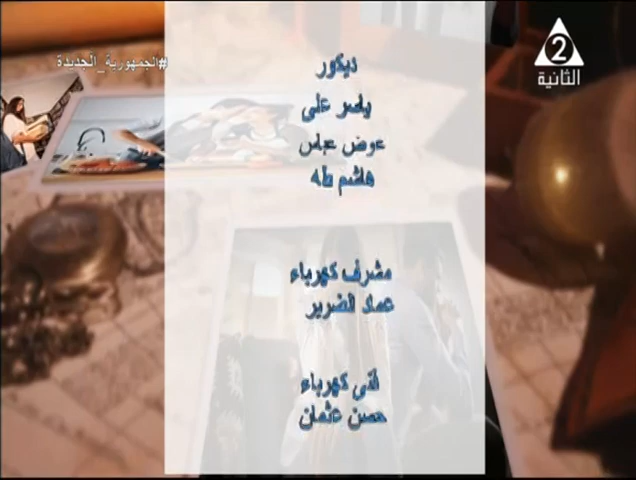 #الجمهورية_الجديدة
2
الثانية
ديكور
ياسر على
عوض عباس
هاشم طه
مشرف كهرباء
عماد الضرير
فنى كهرباء
حسن عثمان